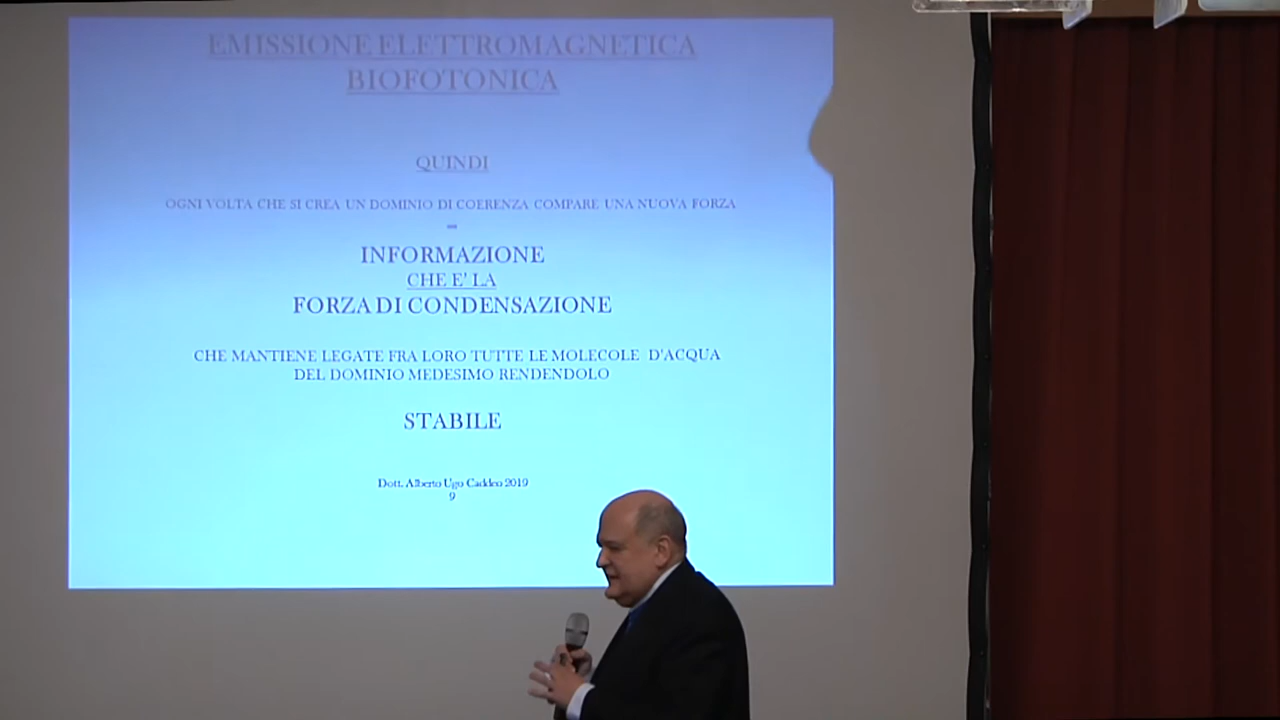 EMISSIONE ELETTROMAGNETICA
BIOFOTONICA
QUINDI
OGNI VOLTA CHE SI CREA UN DOMINIO DI COERENZA COMPARE UNA NUOVA FORZA
=
INFORMAZIONE
CHE E' LA
FORZA DI CONDENSAZIONE
CHE MANTIENE LEGATE FRA LORO TUTTE LE MOLECOLE D'ACQUA
DEL DOMINIO MEDESIMO RENDENDOLO
STABILE
Dott. Alberto Ugo Caddeo 2019
9